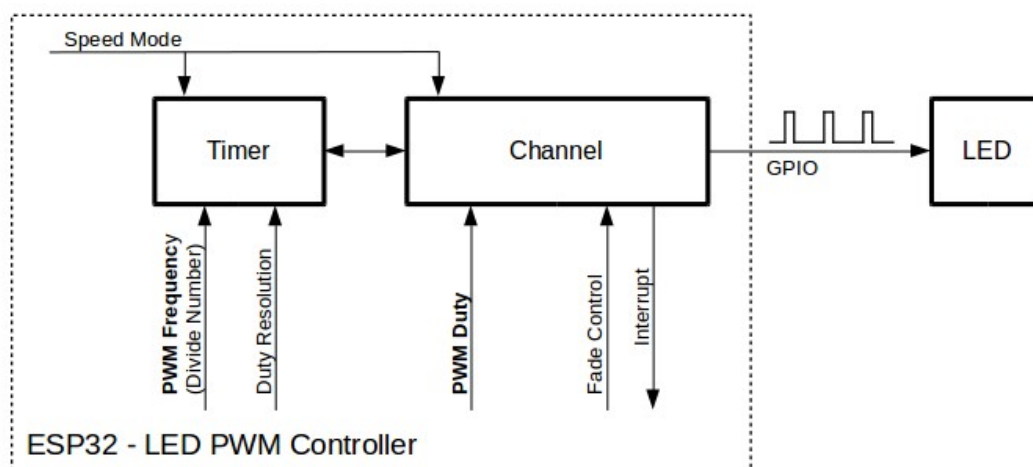 Speed Mode
Timer
Channel
LED
GPIO
PWM Frequency
(Divide Number)
Duty Resolution
PWM Duty
Fade Control
Interrupt
ESP32 - LED PWM Controller